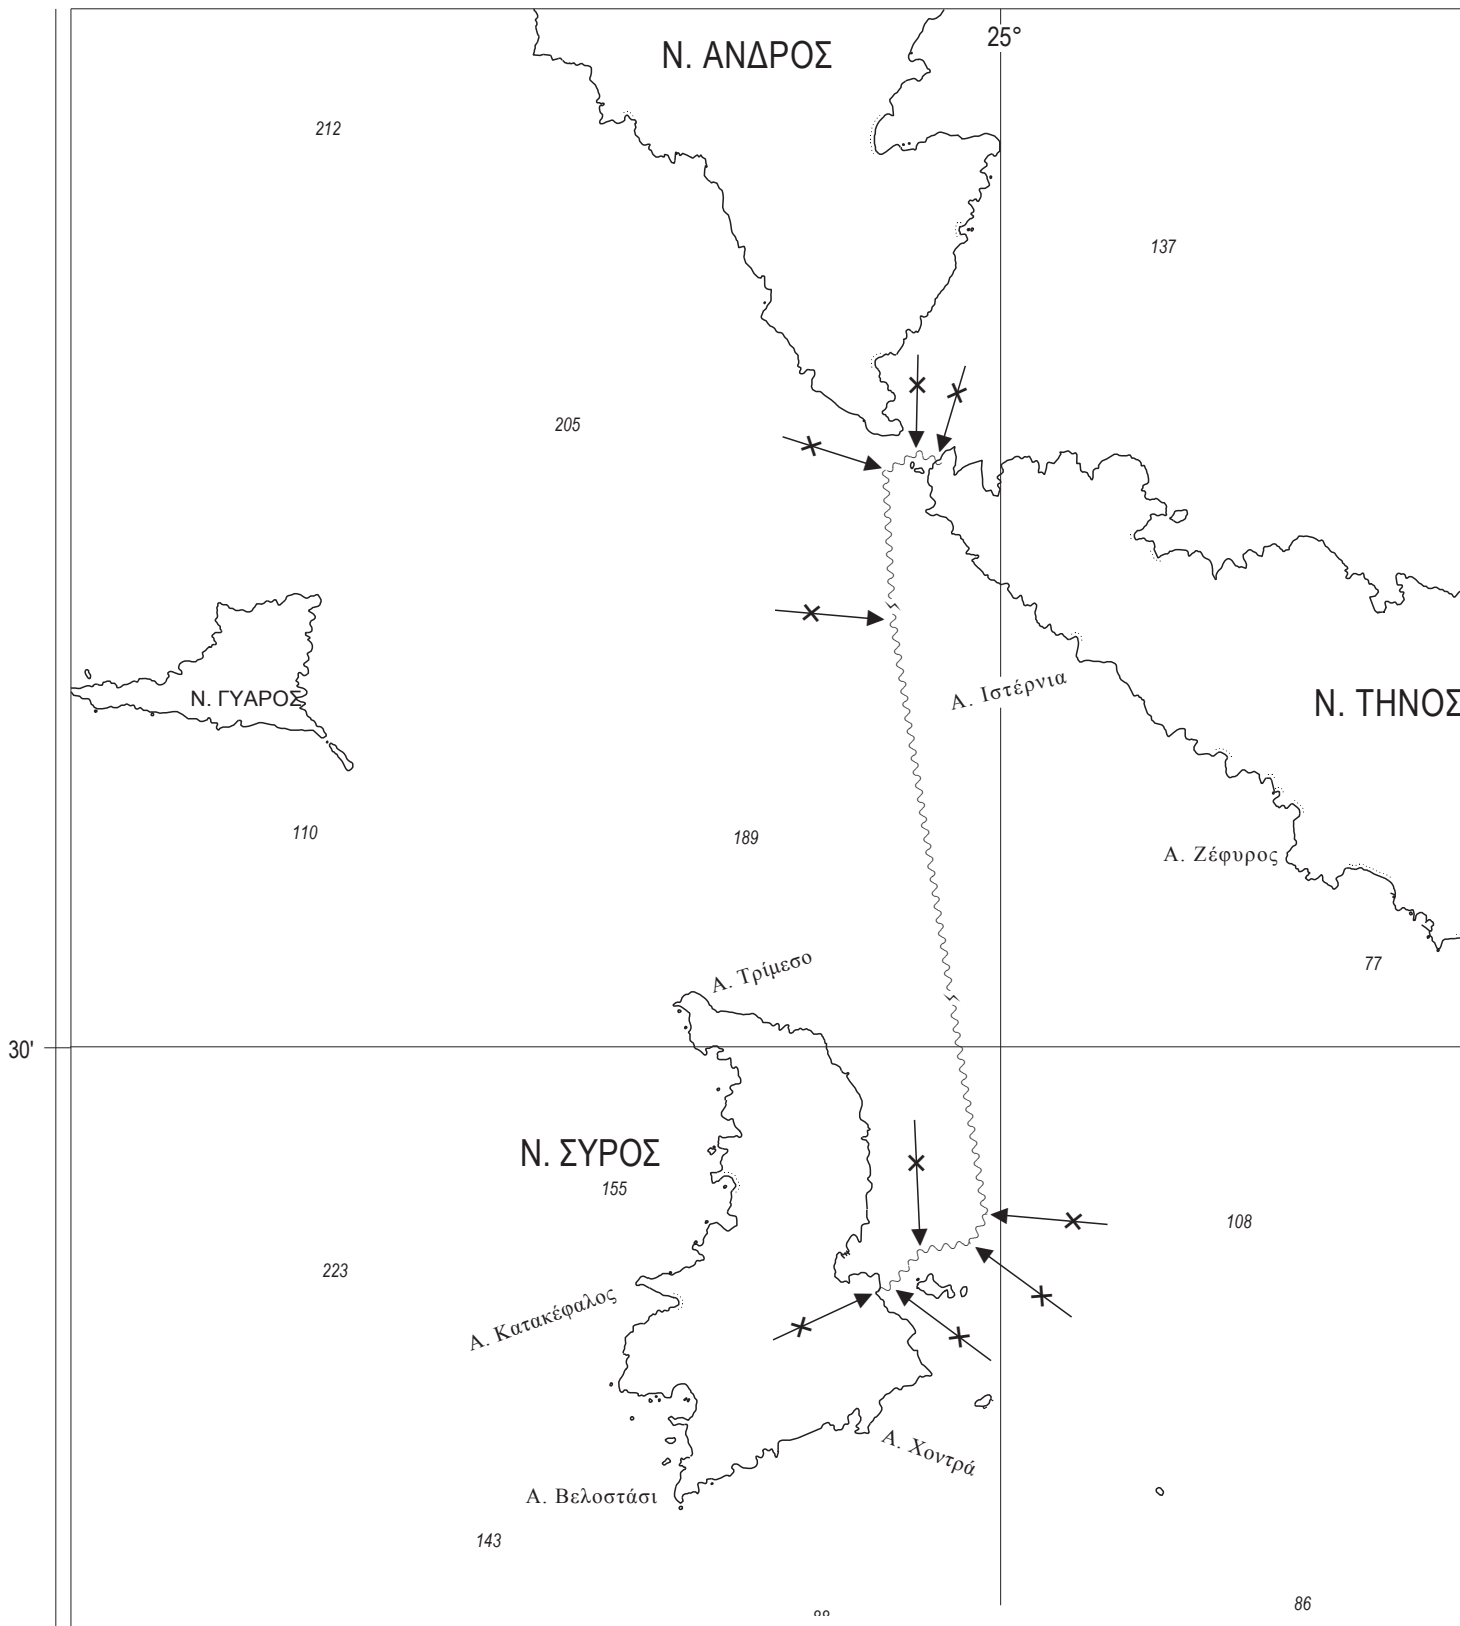 25°
Ν. ΑΝΔΡΟΣ
212
137
205
Α. Ιστέρνια
Ν. ΓΥΑΡΟΣ
Ν. ΤΗΝΟΣ
110
189
Α. Ζέφυρος
77
Α. Τρίμεσο
30'
Ν. ΣΥΡΟΣ
155
108
223
Α. Κατακέφαλος
Α. Χοντρά
Α. Βελοστάσι
143
86